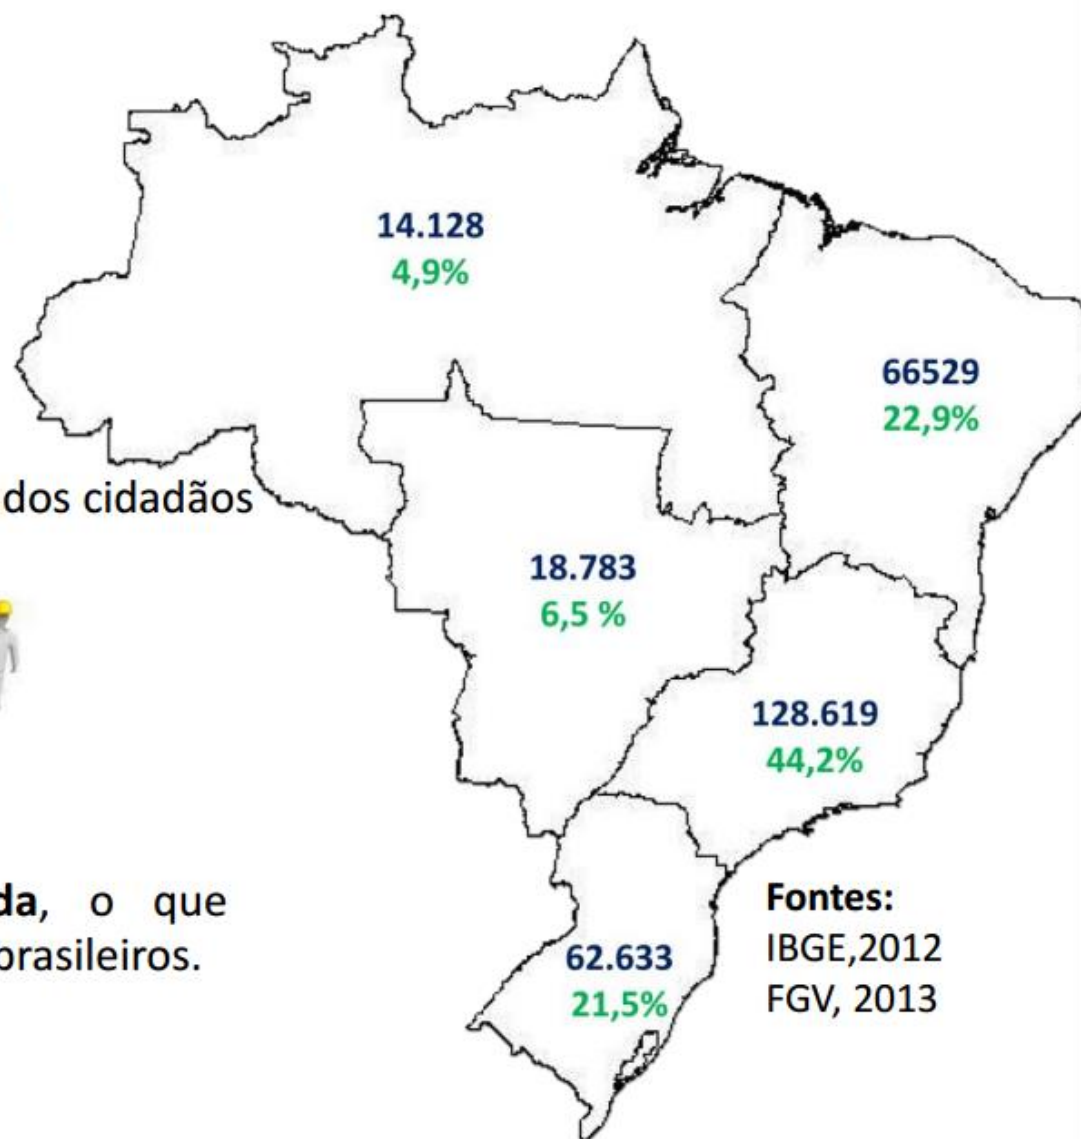 14.128
4,9%
66529
22,9%
dos cidadãos
18.783
6,5 %
128.619
44,2%
da, o que
brasileiros.
62.633
21,5%
Fontes:
IBGE,2012
FGV, 2013